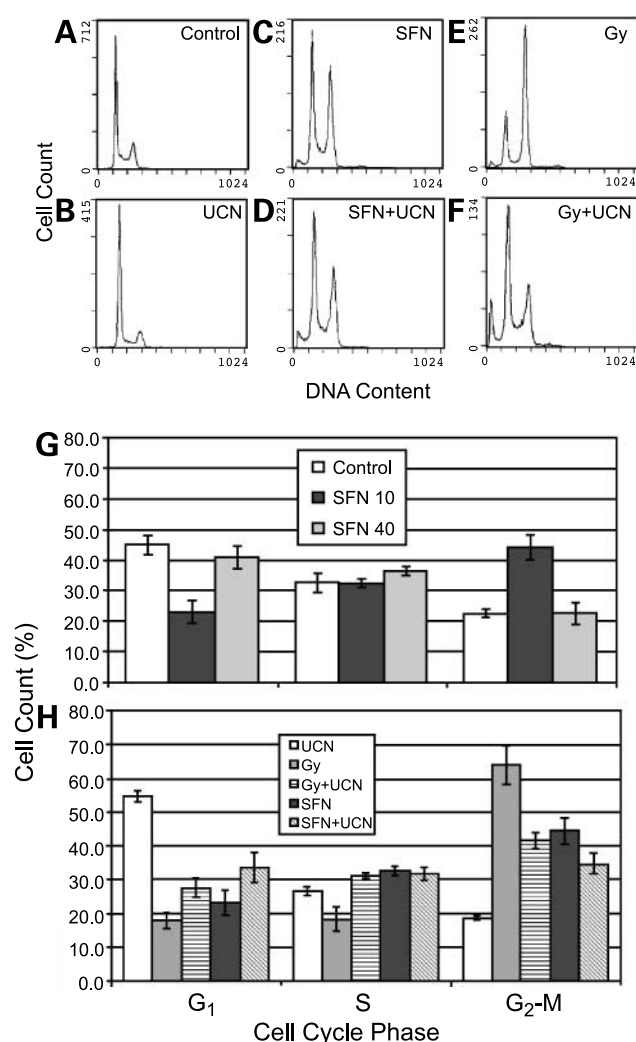 A Control
712
0
0 1024
C SFN
216
0
0 1024
E Gy
262
0
0 1024
Cell Count
B UCN
415
0
0 1024
D SFN+UCN
221
0
0 1024
F Gy+UCN
134
0
0 1024
DNA Content
G
80.0
70.0
60.0
50.0
40.0
30.0
20.0
10.0
0.0
Control
SFN 10
SFN 40
Cell Count (%)
H
80.0
70.0
60.0
50.0
40.0
30.0
20.0
10.0
0.0
UCN
Gy
Gy+UCN
SFN
SFN+UCN
G₁ S G₂-M
Cell Cycle Phase